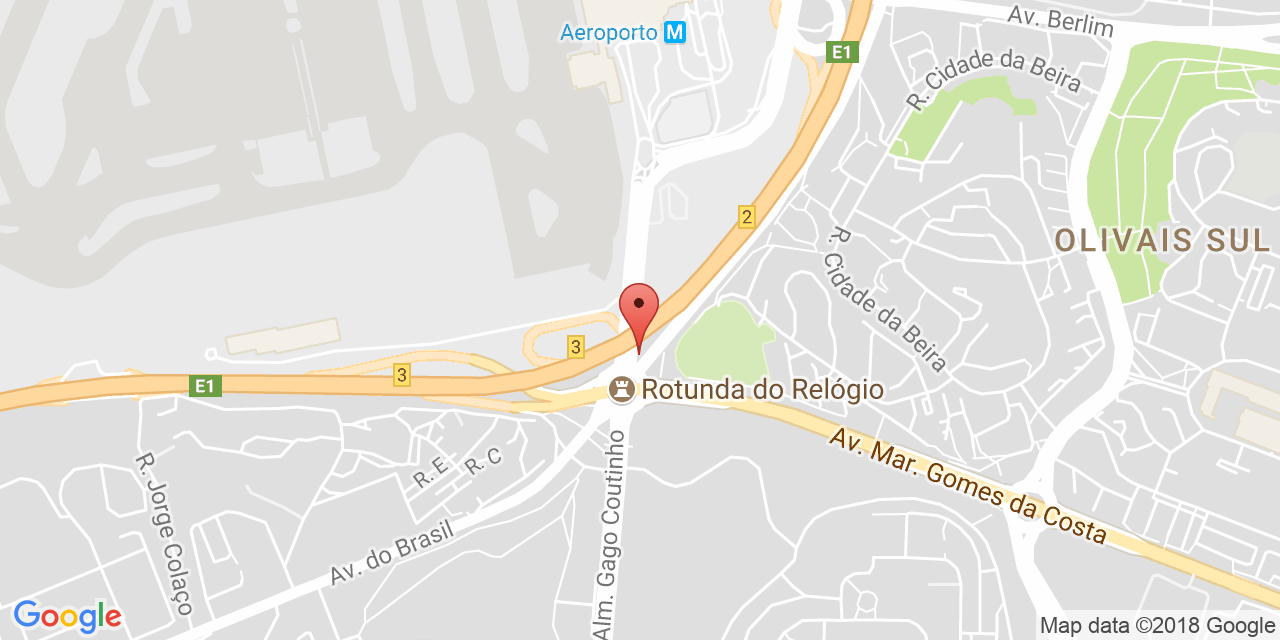 Av. Berlim
Aeroporto M
E1
R. Cidade da Beira
2
OLIVAIS SUL
R. Cidade da Beira
3
3
E1
Rotunda do Relógio
Av. Mar. Gomes da Costa
R. E
R. C
R. Jorge Colaço
Alm. Gago Coutinho
Av. do Brasil
Google
Map data ©2018 Google